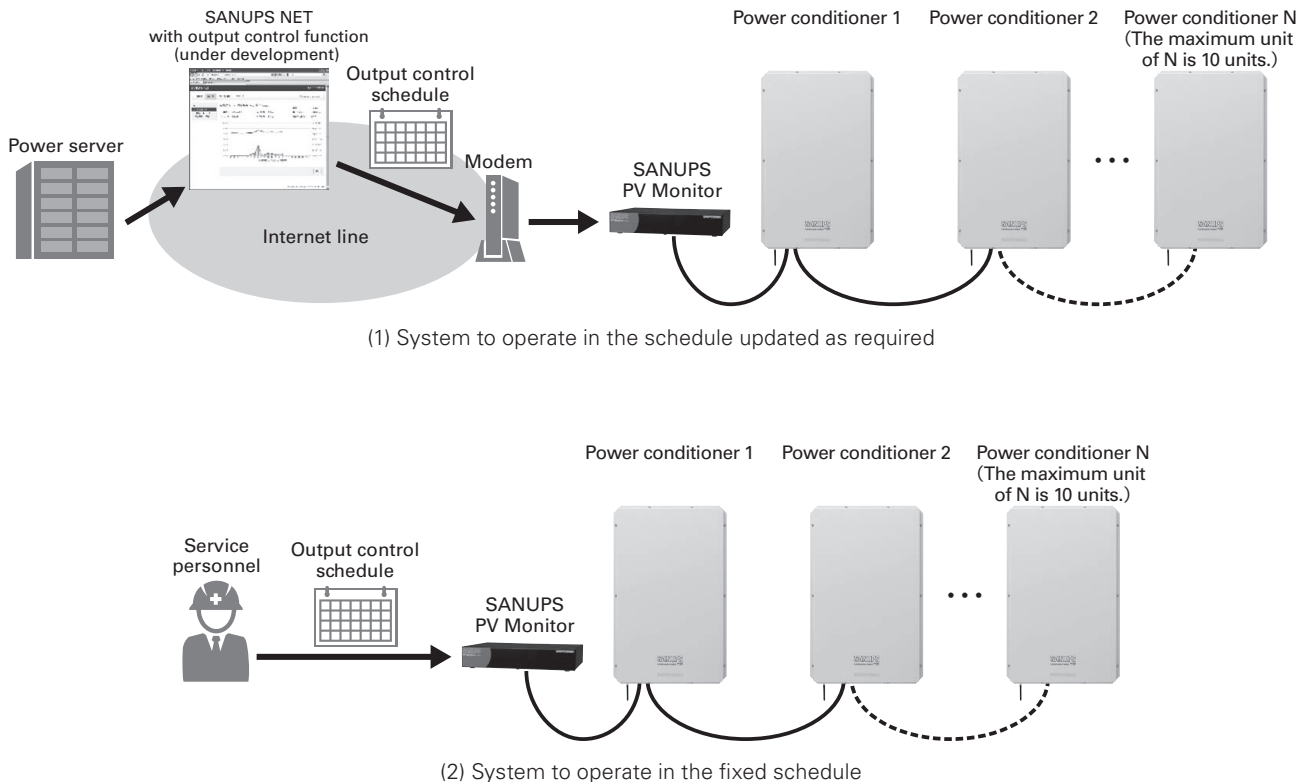 SANUPS NET
with output control function
(under development)
Output control
schedule
Power server
Internet line
Modem
SANUPS
PV Monitor
Power conditioner 1
Power conditioner 2
Power conditioner N
(The maximum unit
of N is 10 units.)
(1) System to operate in the schedule updated as required
Service
personnel
Output control
schedule
SANUPS
PV Monitor
Power conditioner 1
Power conditioner 2
Power conditioner N
(The maximum unit
of N is 10 units.)
(2) System to operate in the fixed schedule